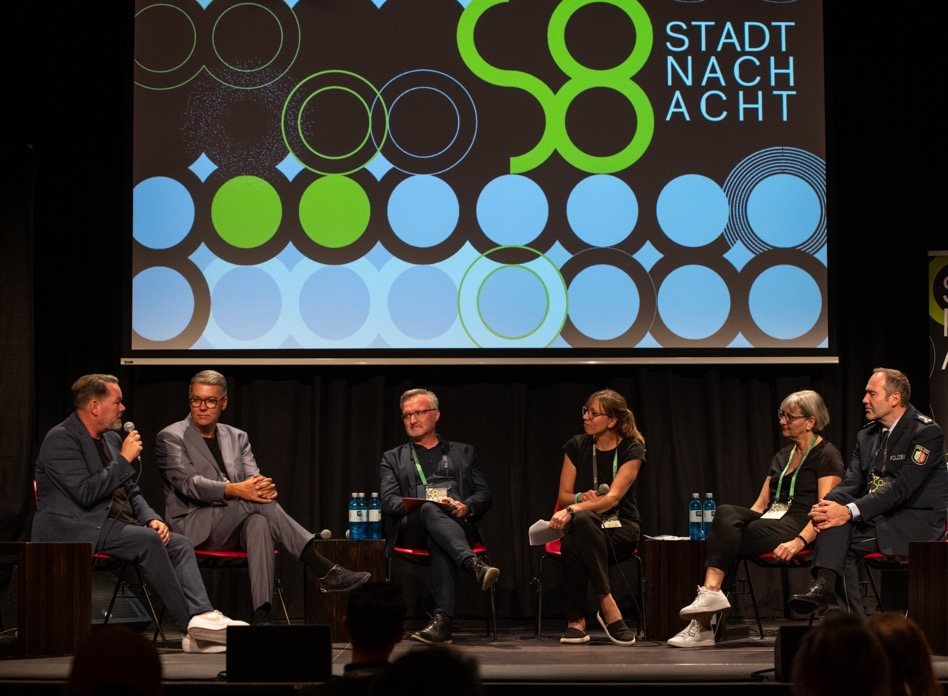 S8
STADT
NACH
ACHT
POLIZEI